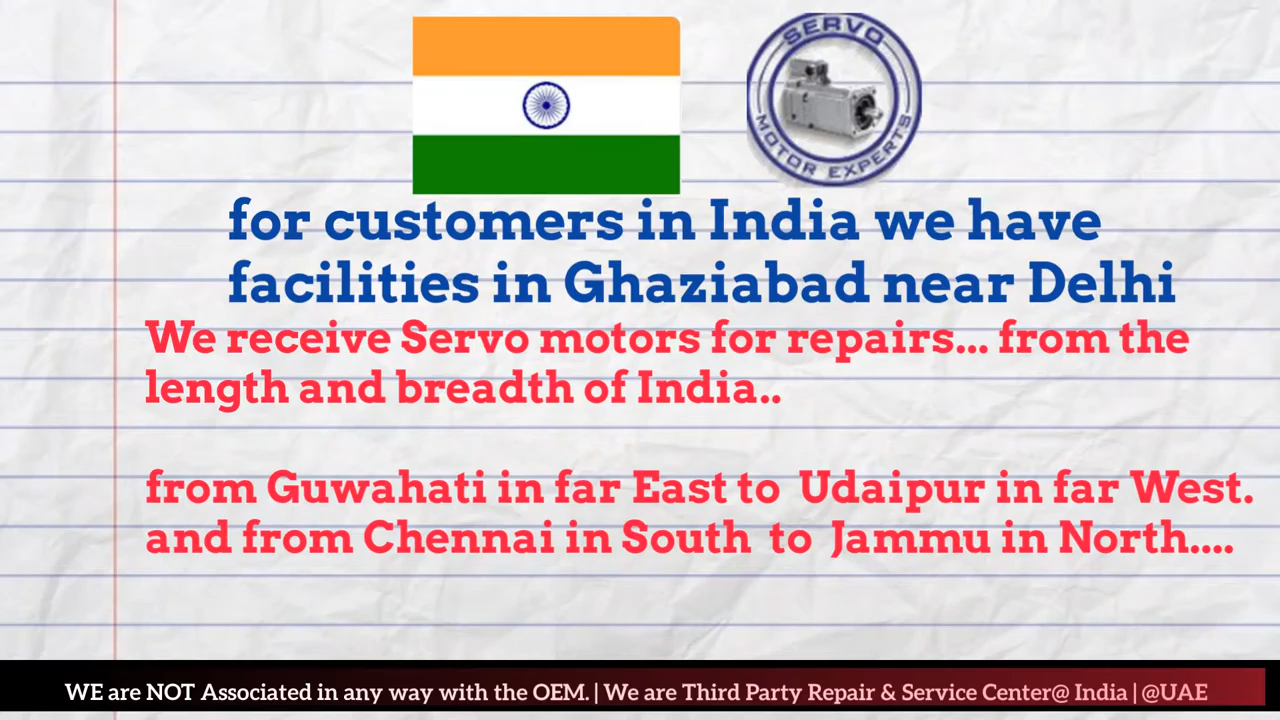 SERVO
MOTOR EXPERTS
for customers in India we have
facilities in Ghaziabad near Delhi
We receive Servo motors for repairs... from the
length and breadth of India..
from Guwahati in far East to Udaipur in far West.
and from Chennai in South to Jammu in North....
WE are NOT Associated in any way with the OEM. | We are Third Party Repair & Service Center@ India | @UAE